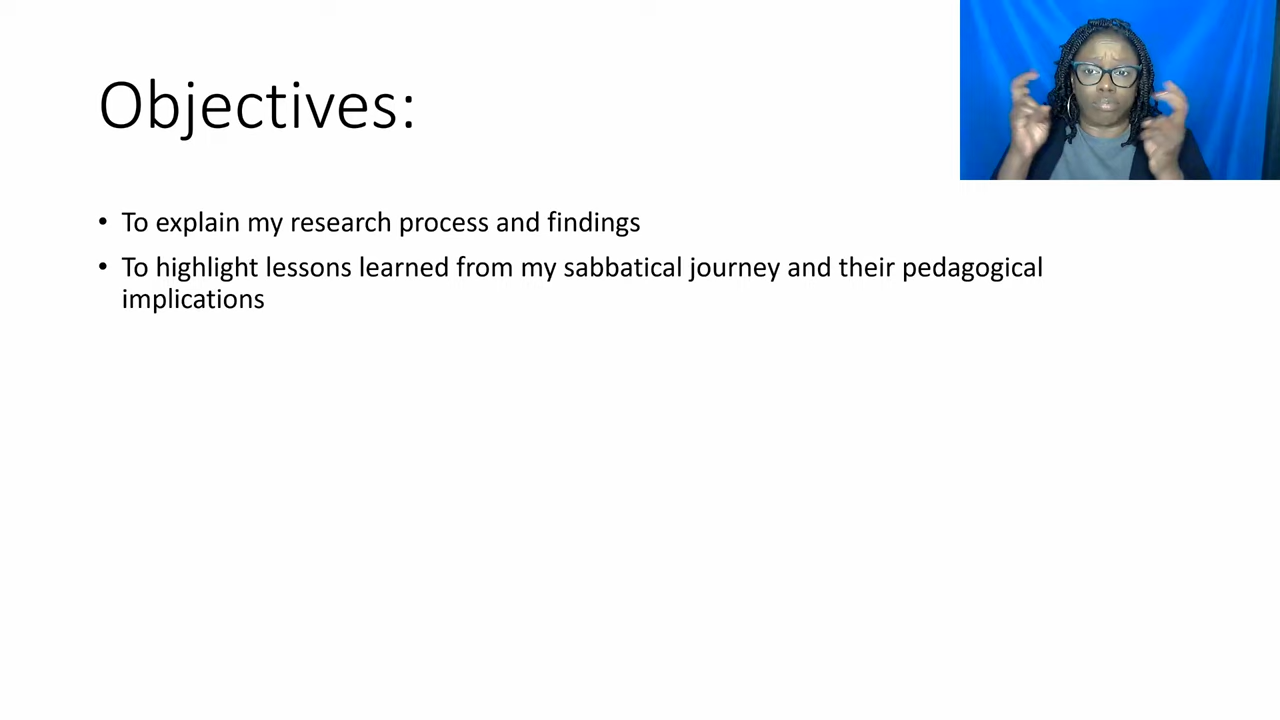 Objectives:
• To explain my research process and findings
• To highlight lessons learned from my sabbatical journey and their pedagogical
implications